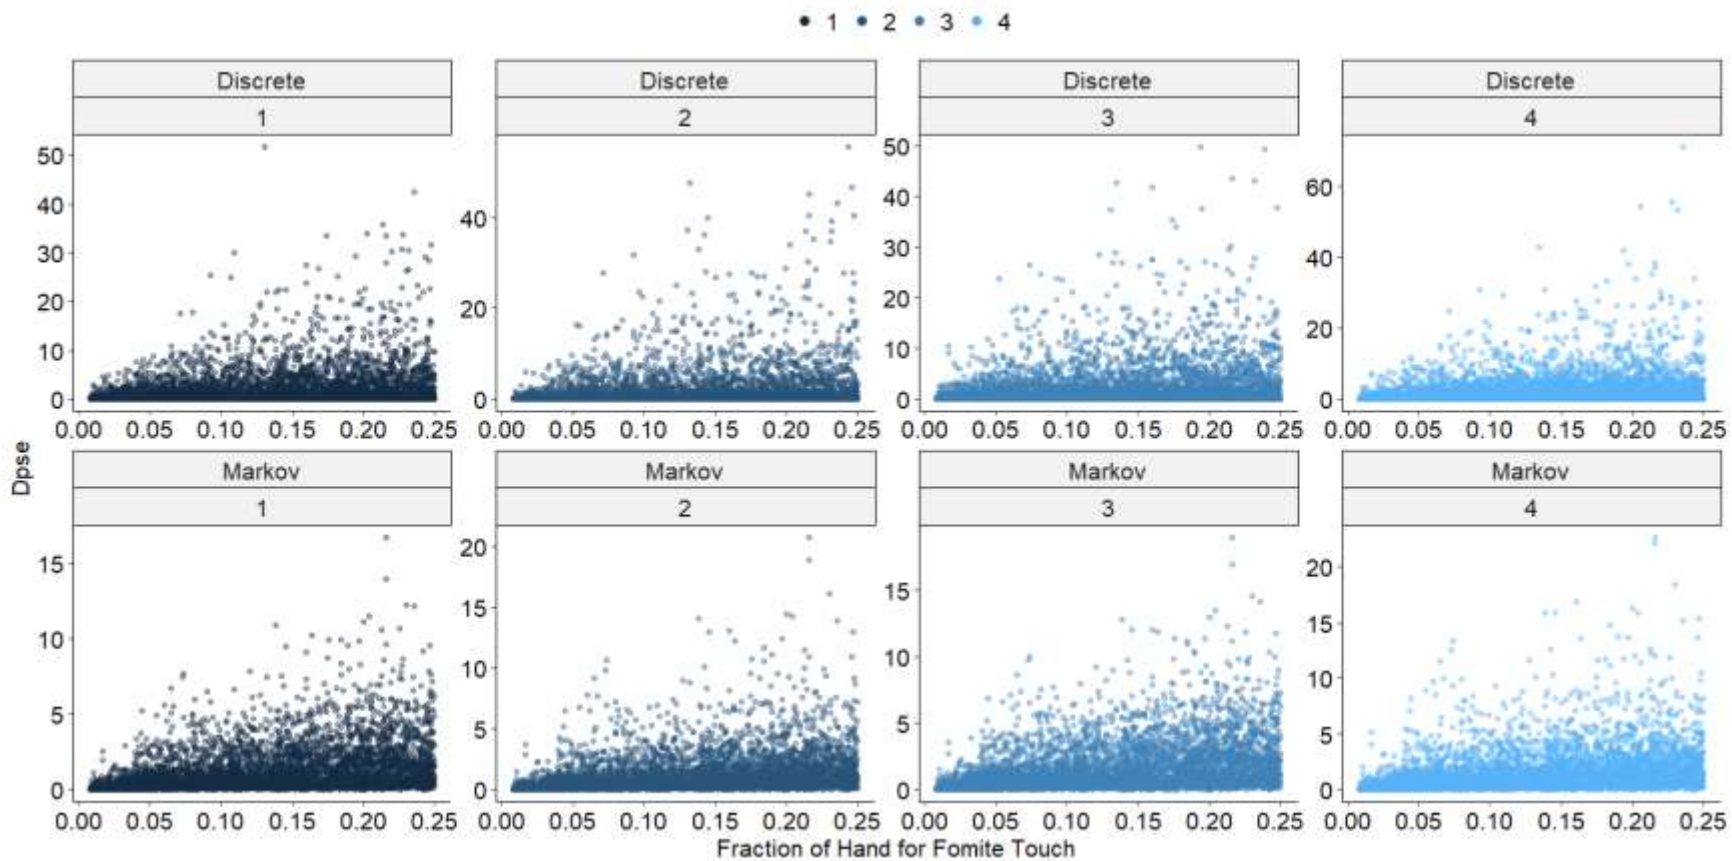 1 2 3 4
Discrete Discrete Discrete Discrete
1 2 3 4
50 40 30 20 10 0
40 20 0
50 40 30 20 10 0
60 40 20 0
0.00 0.05 0.10 0.15 0.20 0.25 0.00 0.05 0.10 0.15 0.20 0.25 0.00 0.05 0.10 0.15 0.20 0.25 0.00 0.05 0.10 0.15 0.20 0.25
Dpse
Markov Markov Markov Markov
1 2 3 4
15 10 5 0
20 15 10 5 0
15 10 5 0
20 15 10 5 0
0.00 0.05 0.10 0.15 0.20 0.25 0.00 0.05 0.10 0.15 0.20 0.25 0.00 0.05 0.10 0.15 0.20 0.25 0.00 0.05 0.10 0.15 0.20 0.25
Fraction of Hand for Fomite Touch